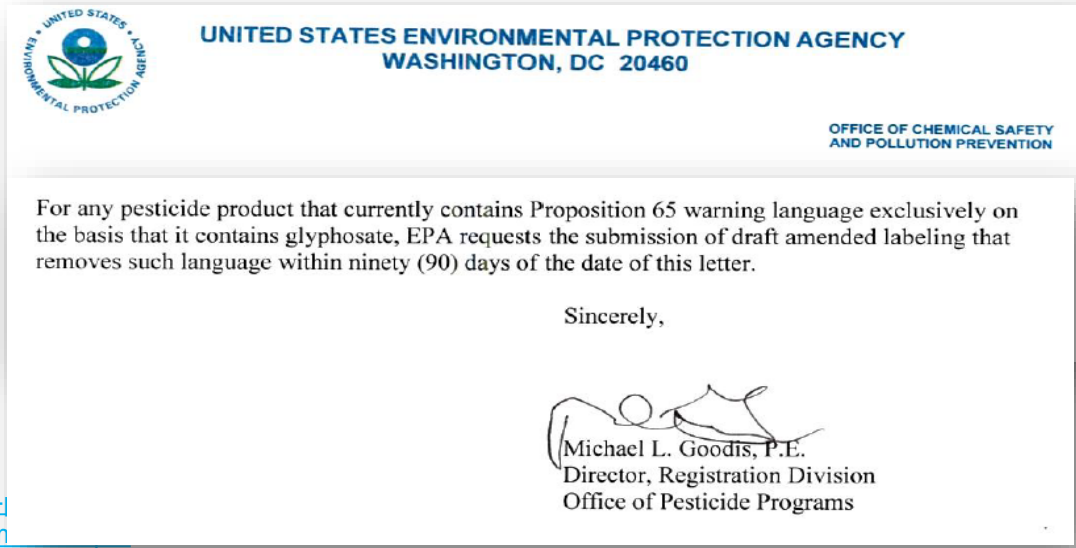 UNITED STATES ENVIRONMENTAL PROTECTION AGENCY
UNITED STATES ENVIRONMENTAL PROTECTION AGENCY
WASHINGTON, DC 20460
OFFICE OF CHEMICAL SAFETY
AND POLLUTION PREVENTION
For any pesticide product that currently contains Proposition 65 warning language exclusively on
the basis that it contains glyphosate, EPA requests the submission of draft amended labeling that
removes such language within ninety (90) days of the date of this letter.
Sincerely,
Michael L. Goodis, P.E.
Director, Registration Division
Office of Pesticide Programs